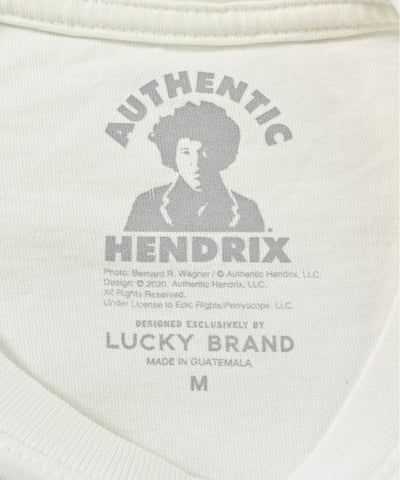 AUTHENTIC
HENDRIX
Photo: Bernard R. Wagner / © Authentic Hendrix, LLC.
Design: © 2020. Authentic Hendrix, LLC.
All Rights Reserved.
Under License to Epic Rights/Perryscope, LLC.
DESIGNED EXCLUSIVELY BY
LUCKY BRAND
MADE IN GUATEMALA
M